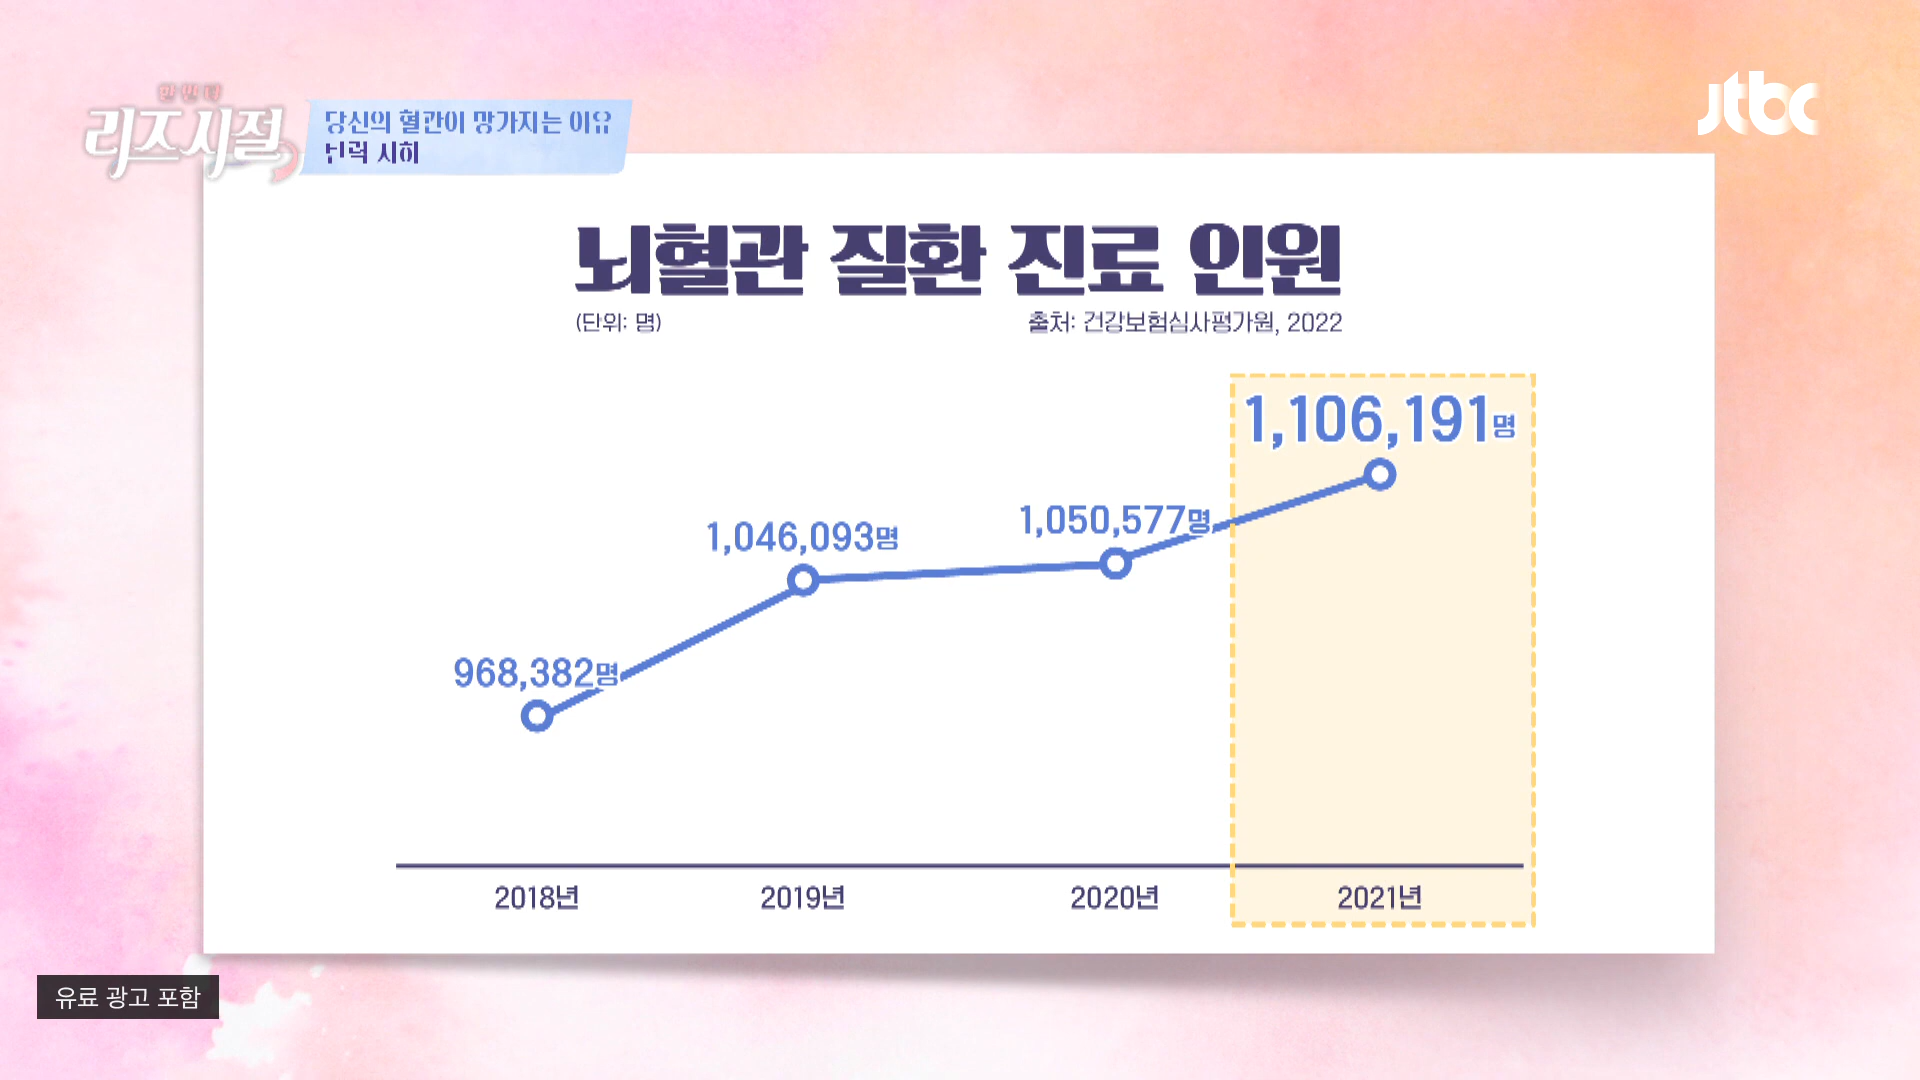 리즈시절
jtbc
당신의 혈관이 망가지는 이유
뇌혈관 질환 진료 인원
(단위: 명)
출처: 건강보험심사평가원, 2022
1,106,191명
1,050,577명
1,046,093명
968,382명
2018년
2019년
2020년
2021년
유료 광고 포함